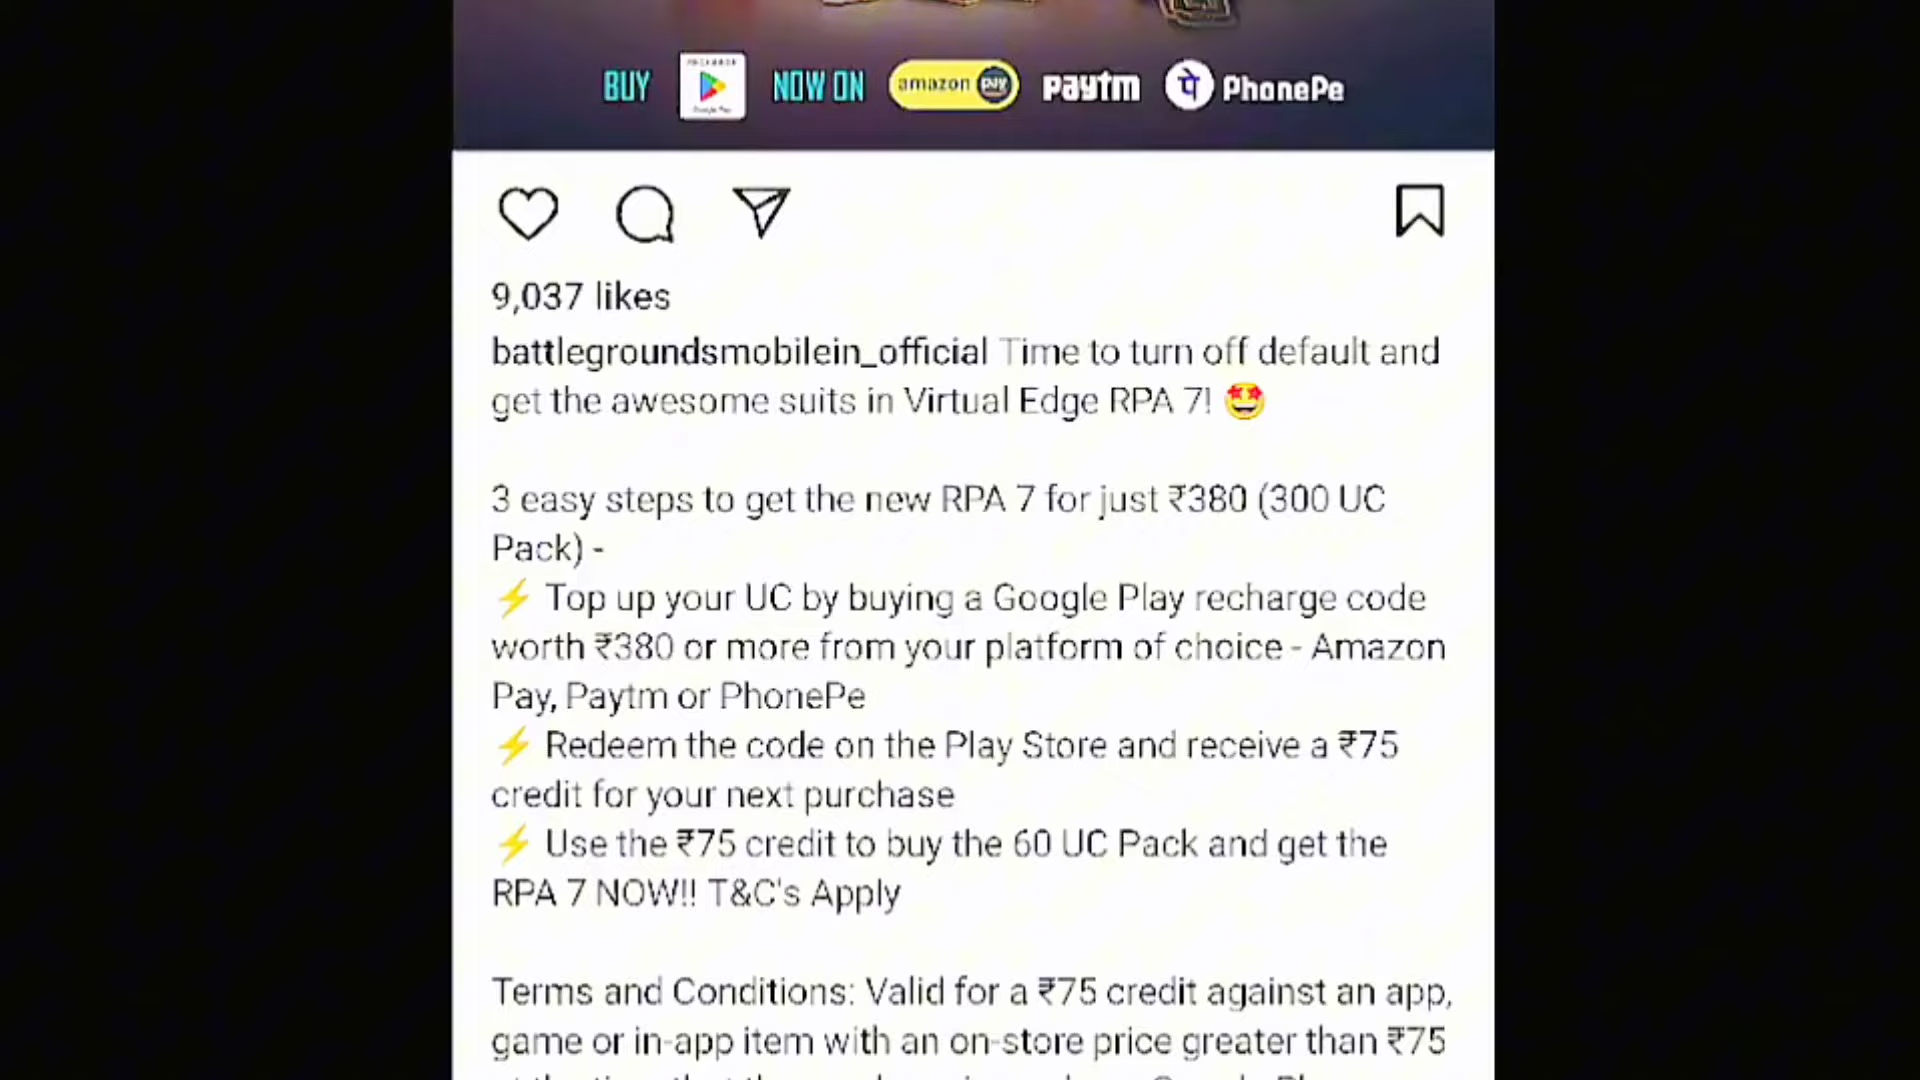 BUY Google Play NOW ON amazon pay paytm पे PhonePe
9,037 likes
battlegroundsmobilein_official Time to turn off default and
get the awesome suits in Virtual Edge RPA 7! 🤩
3 easy steps to get the new RPA 7 for just ₹380 (300 UC
Pack) -
⚡ Top up your UC by buying a Google Play recharge code
worth ₹380 or more from your platform of choice - Amazon
Pay, Paytm or PhonePe
⚡ Redeem the code on the Play Store and receive a ₹75
credit for your next purchase
⚡ Use the ₹75 credit to buy the 60 UC Pack and get the
RPA 7 NOW!! T&C's Apply
Terms and Conditions: Valid for a ₹75 credit against an app,
game or in-app item with an on-store price greater than ₹75